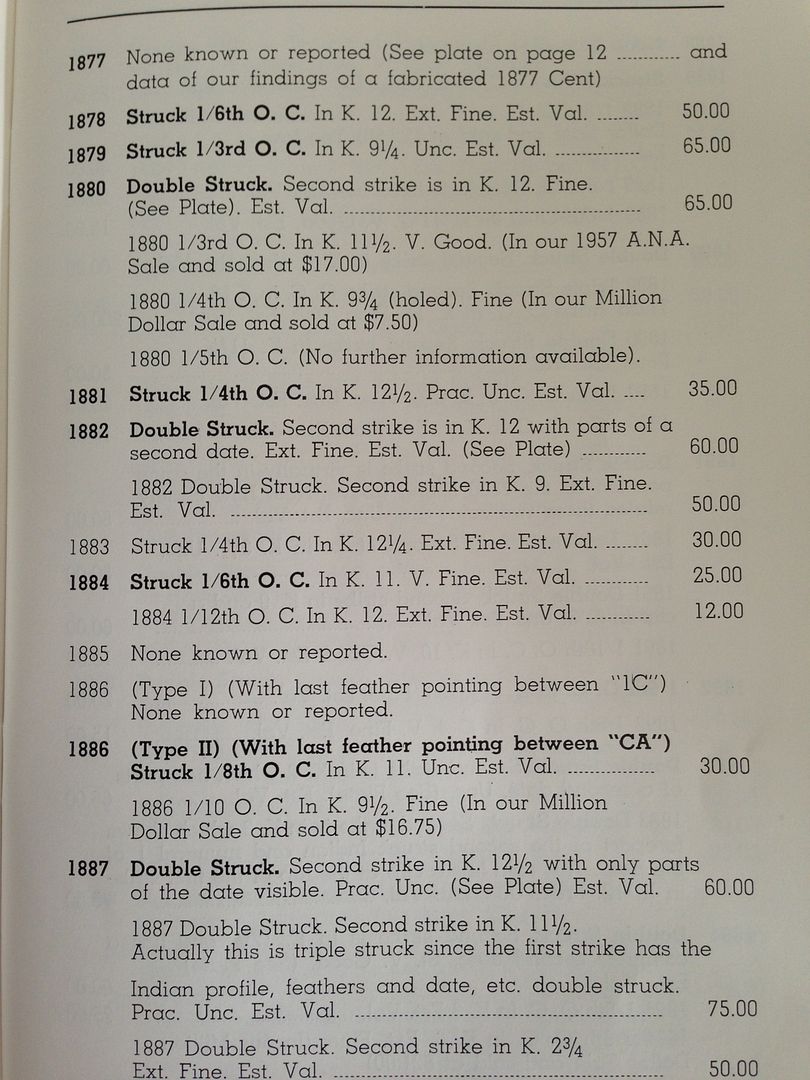 1877 None known or reported (See plate on page 12 ............ and
data of our findings of a fabricated 1877 Cent)
1878 Struck 1/6th O. C. In K. 12. Ext. Fine. Est. Val. ........ 50.00
1879 Struck 1/3rd O. C. In K. 9¼. Unc. Est. Val. ................ 65.00
1880 Double Struck. Second strike is in K. 12. Fine.
(See Plate). Est. Val. ........................................................ 65.00
1880 1/3rd O. C. In K. 11½. V. Good. (In our 1957 A.N.A.
Sale and sold at $17.00)
1880 1/4th O. C. In K. 9¾ (holed). Fine (In our Million
Dollar Sale and sold at $7.50)
1880 1/5th O. C. (No further information available).
1881 Struck 1/4th O. C. In K. 12½. Prac. Unc. Est. Val. .... 35.00
1882 Double Struck. Second strike is in K. 12 with parts of a
second date. Ext. Fine. Est. Val. (See Plate) ............ 60.00
1882 Double Struck. Second strike in K. 9. Ext. Fine.
Est. Val. ................................................................................ 50.00
1883 Struck 1/4th O. C. In K. 12¼. Ext. Fine. Est. Val. ........ 30.00
1884 Struck 1/6th O. C. In K. 11. V. Fine. Est. Val. ............ 25.00
1884 1/12th O. C. In K. 12. Ext. Fine. Est. Val. ............ 12.00
1885 None known or reported.
1886 (Type I) (With last feather pointing between "1C")
None known or reported.
1886 (Type II) (With last feather pointing between "CA")
Struck 1/8th O. C. In K. 11. Unc. Est. Val. ................ 30.00
1886 1/10 O. C. In K. 9½. Fine (In our Million
Dollar Sale and sold at $16.75)
1887 Double Struck. Second strike in K. 12½ with only parts
of the date visible. Prac. Unc. (See Plate) Est. Val. 60.00
1887 Double Struck. Second strike in K. 11½.
Actually this is triple struck since the first strike has the
Indian profile, feathers and date, etc. double struck.
Prac. Unc. Est. Val. .......................................................... 75.00
1887 Double Struck. Second strike in K. 2¾
Ext. Fine. Est. Val. ............................................................ 50.00